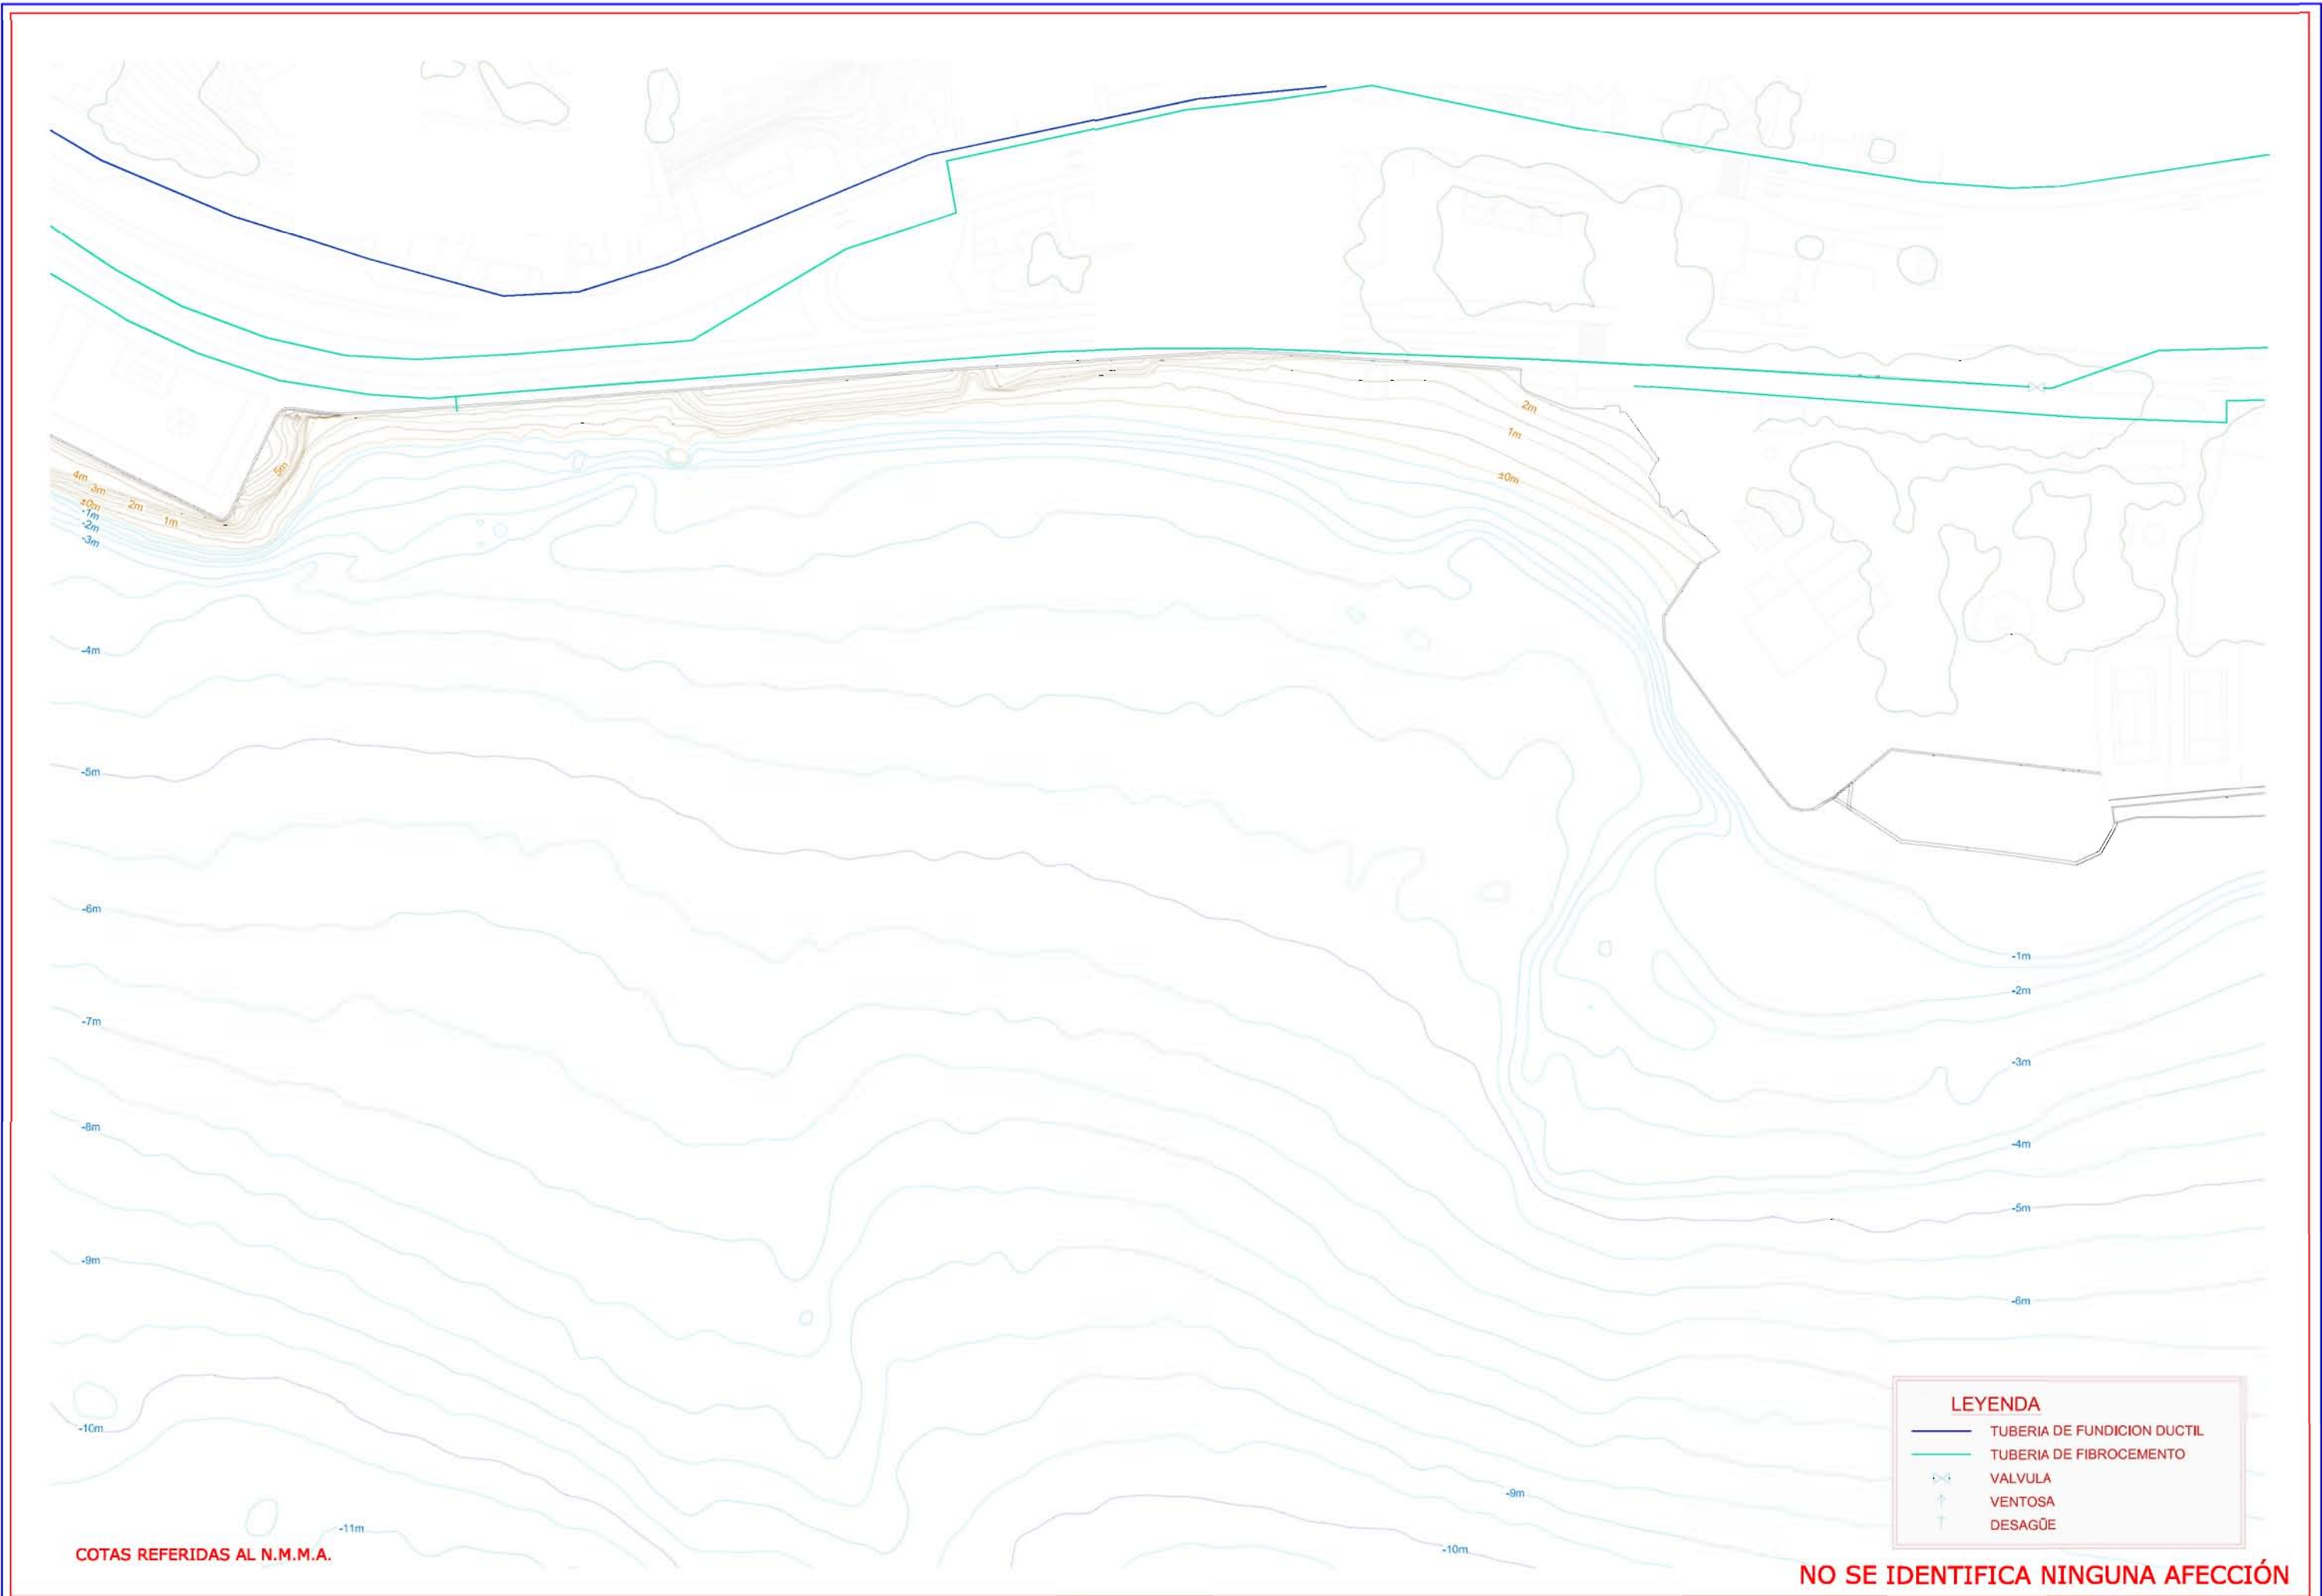 2m
1m
±0m
5m
4m
3m
±0m
2m
-1m
1m
-2m
-3m
-4m
-5m
-6m
-1m
-2m
-7m
-3m
-8m
-4m
-5m
-9m
-6m
LEYENDA
TUBERIA DE FUNDICION DUCTIL
TUBERIA DE FIBROCEMENTO
VALVULA
VENTOSA
DESAGÜE
-10m
-9m
-11m
-10m
COTAS REFERIDAS AL N.M.M.A.
NO SE IDENTIFICA NINGUNA AFECCIÓN